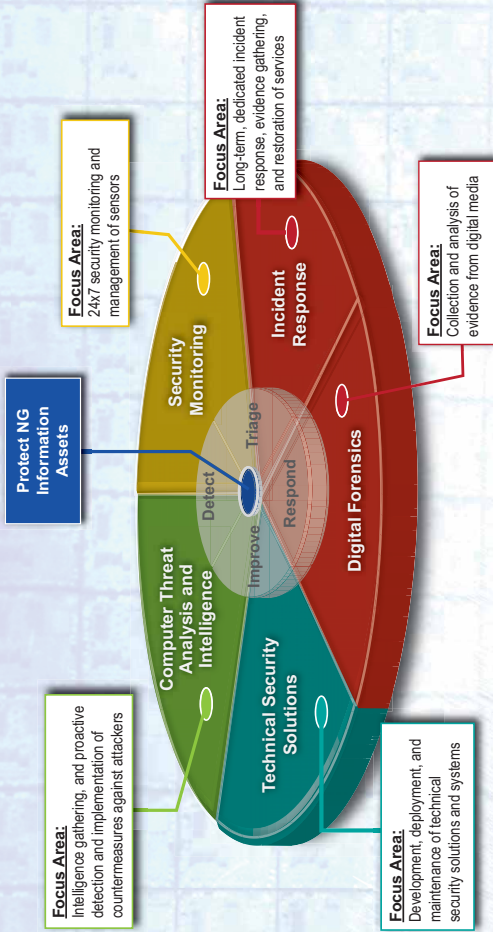 Protect NG
Information
Assets
Focus Area:
Intelligence gathering, and proactive
detection and implementation of
countermeasures against attackers
Focus Area:
24x7 security monitoring and
management of sensors
Computer Threat
Analysis and
Intelligence
Security
Monitoring
Detect
Triage
Improve
Respond
Technical Security
Solutions
Incident
Response
Digital Forensics
Focus Area:
Long-term, dedicated incident
response, evidence gathering,
and restoration of services
Focus Area:
Development, deployment, and
maintenance of technical
security solutions and systems
Focus Area:
Collection and analysis of
evidence from digital media